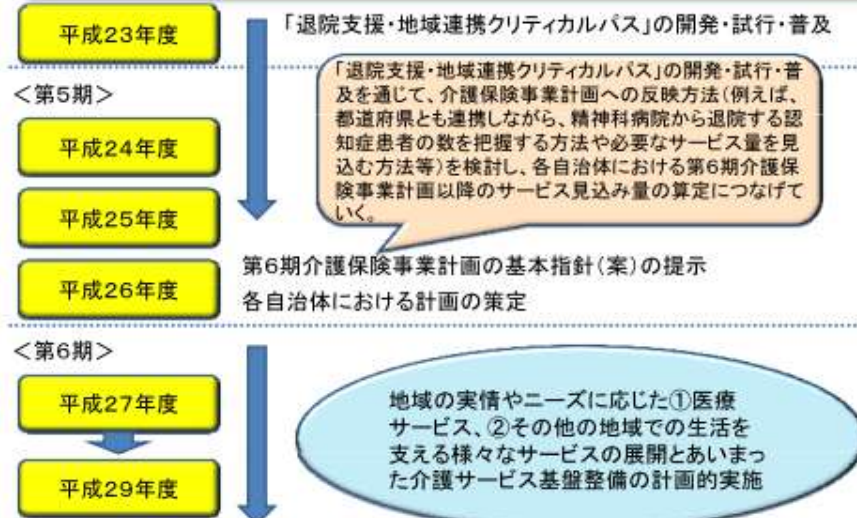 平成23年度
「退院支援・地域連携クリティカルパス」の開発・試行・普及
「退院支援・地域連携クリティカルパス」の開発・試行・普
及を通じて、介護保険事業計画への反映方法(例えば、
都道府県とも連携しながら、精神科病院から退院する認
知症患者の数を把握する方法や必要なサービス量を見
込む方法等)を検討し、各自治体における第6期介護保
険事業計画以降のサービス見込み量の算定につなげて
いく。
<第5期>
平成24年度
平成25年度
平成26年度
第6期介護保険事業計画の基本指針(案)の提示
各自治体における計画の策定
<第6期>
平成27年度
平成29年度
地域の実情やニーズに応じた①医療
サービス、②その他の地域での生活を
支える様々なサービスの展開とあいまっ
た介護サービス基盤整備の計画的実施